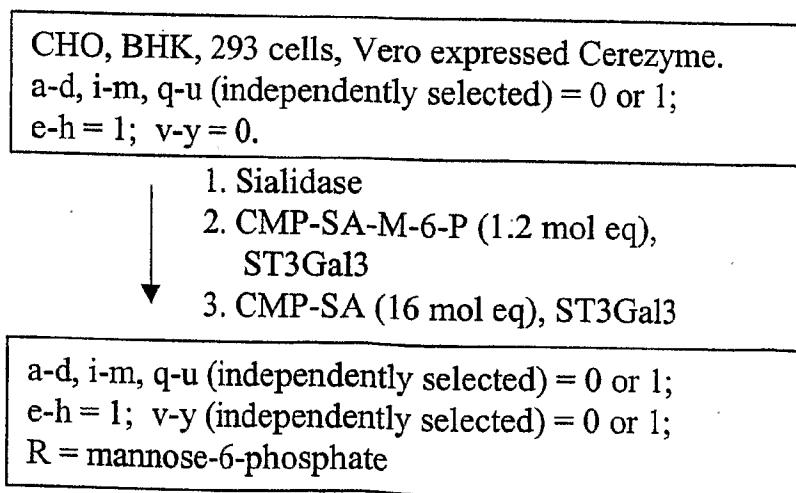 CHO, BHK, 293 cells, Vero expressed Cerezyme.
a-d, i-m, q-u (independently selected) = 0 or 1;
e-h = 1; v-y = 0.
1. Sialidase
2. CMP-SA-M-6-P (1.2 mol eq),
ST3Gal3
3. CMP-SA (16 mol eq), ST3Gal3
a-d, i-m, q-u (independently selected) = 0 or 1;
e-h = 1; v-y (independently selected) = 0 or 1;
R = mannose-6-phosphate